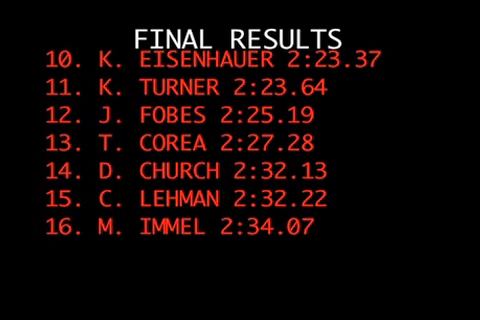 FINAL RESULTS
10. K. EISENHAUER 2:23.37
11. K. TURNER 2:23.64
12. J. FOBES 2:25.19
13. T. COREA 2:27.28
14. D. CHURCH 2:32.13
15. C. LEHMAN 2:32.22
16. M. IMMEL 2:34.07